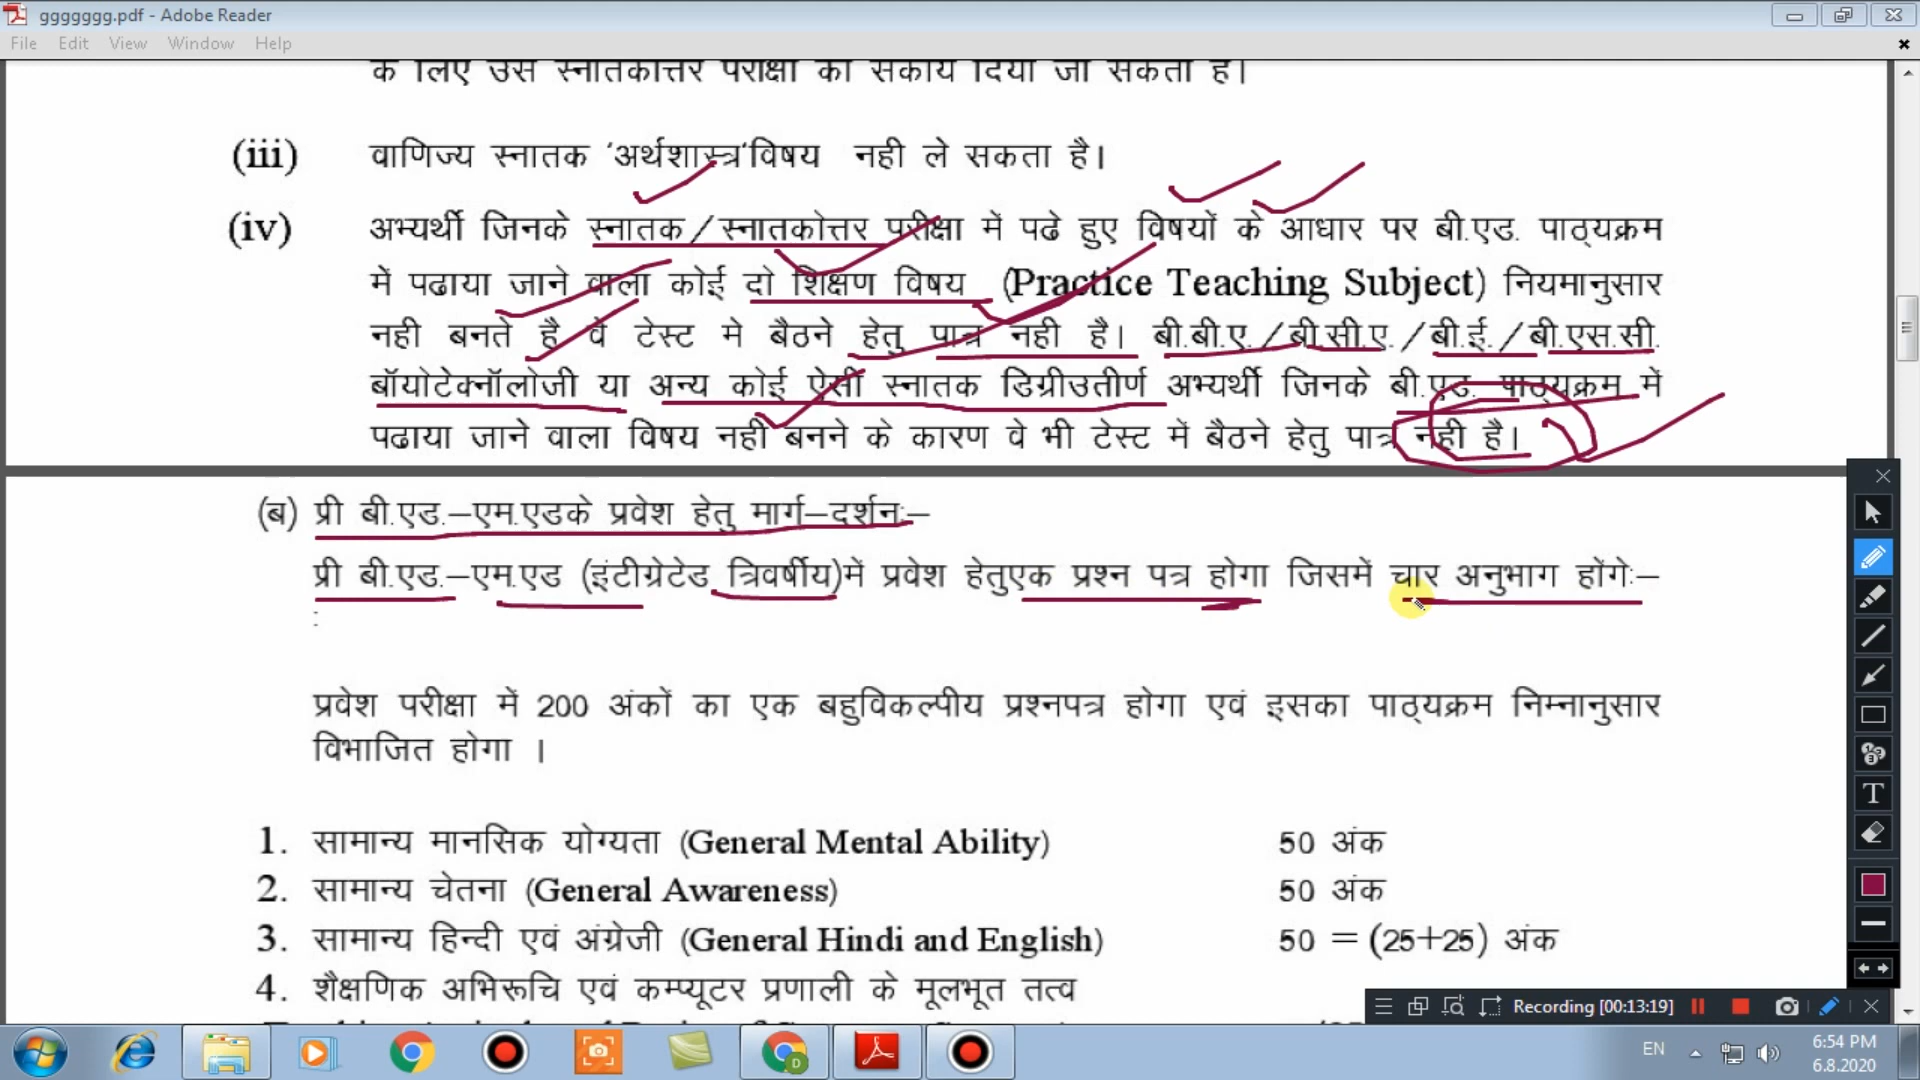 ggggggg.pdf - Adobe Reader
File Edit View Window Help
के लिए उस स्नातकोत्तर परीक्षा का संकाय दिया जा सकता है।
(iii) वाणिज्य स्नातक 'अर्थशास्त्र'विषय नही ले सकता है।
(iv) अभ्यर्थी जिनके स्नातक/स्नातकोत्तर परीक्षा में पढे हुए विषयों के आधार पर बी.एड. पाठ्यक्रम
में पढाया जाने वाला कोई दो शिक्षण विषय (Practice Teaching Subject) नियमानुसार
नही बनते है वे टेस्ट मे बैठने हेतु पात्र नही है। बी.बी.ए./बी.सी.ए./बी.ई./बी.एस.सी.
बॉयोटेक्नॉलोजी या अन्य कोई ऐसी स्नातक डिग्रीउतीर्ण अभ्यर्थी जिनके बी.एड. पाठ्यक्रम में
पढाया जाने वाला विषय नही बनने के कारण वे भी टेस्ट में बैठने हेतु पात्र नही है।
(ब) प्री बी.एड.–एम.एडके प्रवेश हेतु मार्ग–दर्शनः–
प्री बी.एड.–एम.एड (इंटीग्रेटेड त्रिवर्षीय)में प्रवेश हेतुएक प्रश्न पत्र होगा जिसमें चार अनुभाग होंगेः–
:
प्रवेश परीक्षा में 200 अंकों का एक बहुविकल्पीय प्रश्नपत्र होगा एवं इसका पाठ्यक्रम निम्नानुसार
विभाजित होगा ।
1. सामान्य मानसिक योग्यता (General Mental Ability) 50 अंक
2. सामान्य चेतना (General Awareness) 50 अंक
3. सामान्य हिन्दी एवं अंग्रेजी (General Hindi and English) 50 = (25+25) अंक
4. शैक्षणिक अभिरूचि एवं कम्प्यूटर प्रणाली के मूलभूत तत्व
Recording [00:13:19]
EN
6:54 PM
6.8.2020